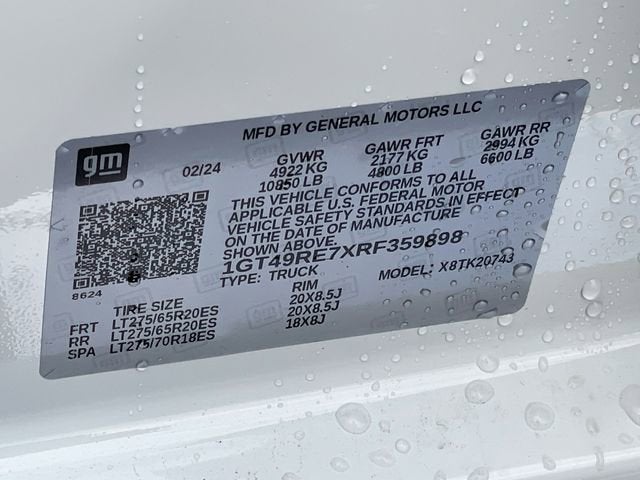 gm
MFD BY GENERAL MOTORS LLC
02/24
GVWR GAWR FRT GAWR RR
4922 KG 2177 KG 2994 KG
10850 LB 4800 LB 6600 LB
THIS VEHICLE CONFORMS TO ALL
APPLICABLE U.S. FEDERAL MOTOR
VEHICLE SAFETY STANDARDS IN EFFECT
ON THE DATE OF MANUFACTURE
SHOWN ABOVE.
1GT49RE7XRF359898
TYPE: TRUCK MODEL: X8TK20743
8624
TIRE SIZE RIM
FRT LT275/65R20ES 20X8.5J
RR LT275/65R20ES 20X8.5J
SPA LT275/70R18ES 18X8J